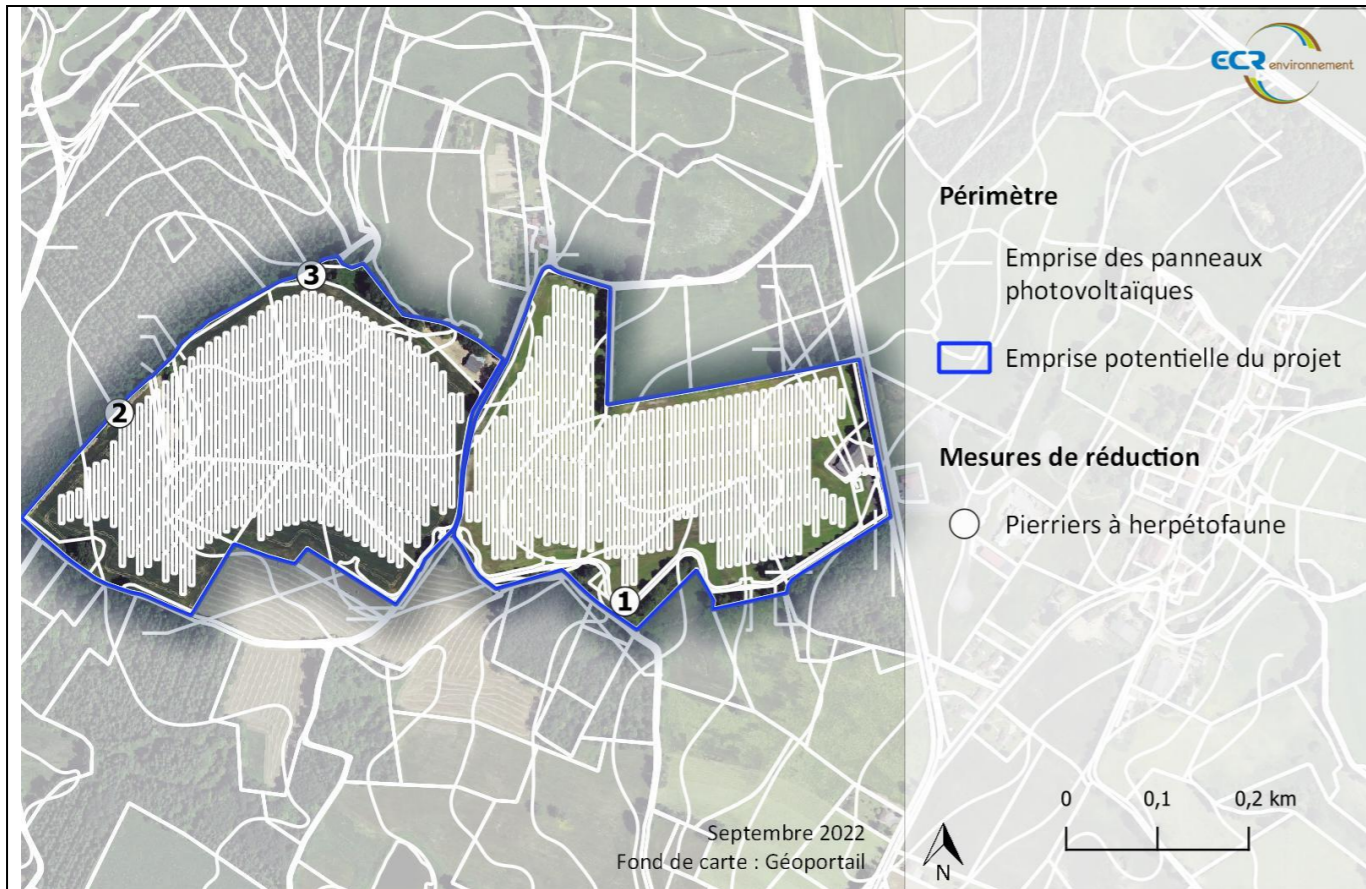 ECR environnement
Périmètre
Emprise des panneaux
photovoltaïques
Emprise potentielle du projet
Mesures de réduction
Pierriers à herpétofaune
3
2
1
0 0,1 0,2 km
N
Septembre 2022
Fond de carte : Géoportail